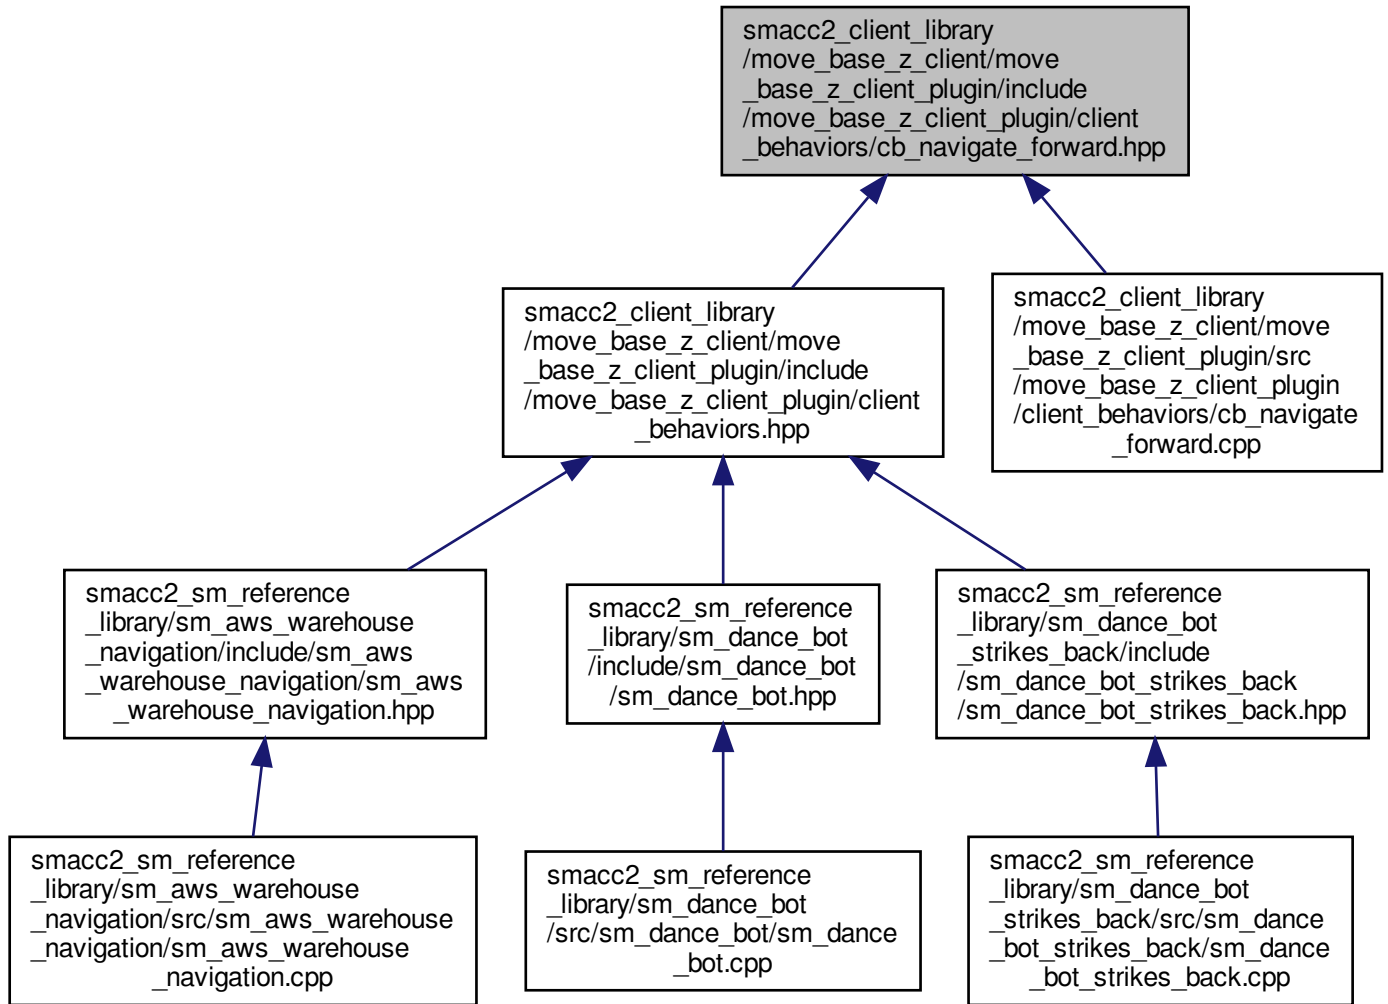 smacc2_client_library
/move_base_z_client/move
_base_z_client_plugin/include
/move_base_z_client_plugin/client
_behaviors/cb_navigate_forward.hpp
smacc2_client_library
/move_base_z_client/move
_base_z_client_plugin/include
/move_base_z_client_plugin/client
_behaviors.hpp
smacc2_client_library
/move_base_z_client/move
_base_z_client_plugin/src
/move_base_z_client_plugin
/client_behaviors/cb_navigate
_forward.cpp
smacc2_sm_reference
_library/sm_aws_warehouse
_navigation/include/sm_aws
_warehouse_navigation/sm_aws
_warehouse_navigation.hpp
smacc2_sm_reference
_library/sm_dance_bot
/include/sm_dance_bot
/sm_dance_bot.hpp
smacc2_sm_reference
_library/sm_dance_bot
_strikes_back/include
/sm_dance_bot_strikes_back
/sm_dance_bot_strikes_back.hpp
smacc2_sm_reference
_library/sm_aws_warehouse
_navigation/src/sm_aws_warehouse
_navigation/sm_aws_warehouse
_navigation.cpp
smacc2_sm_reference
_library/sm_dance_bot
/src/sm_dance_bot/sm_dance
_bot.cpp
smacc2_sm_reference
_library/sm_dance_bot
_strikes_back/src/sm_dance
_bot_strikes_back/sm_dance
_bot_strikes_back.cpp